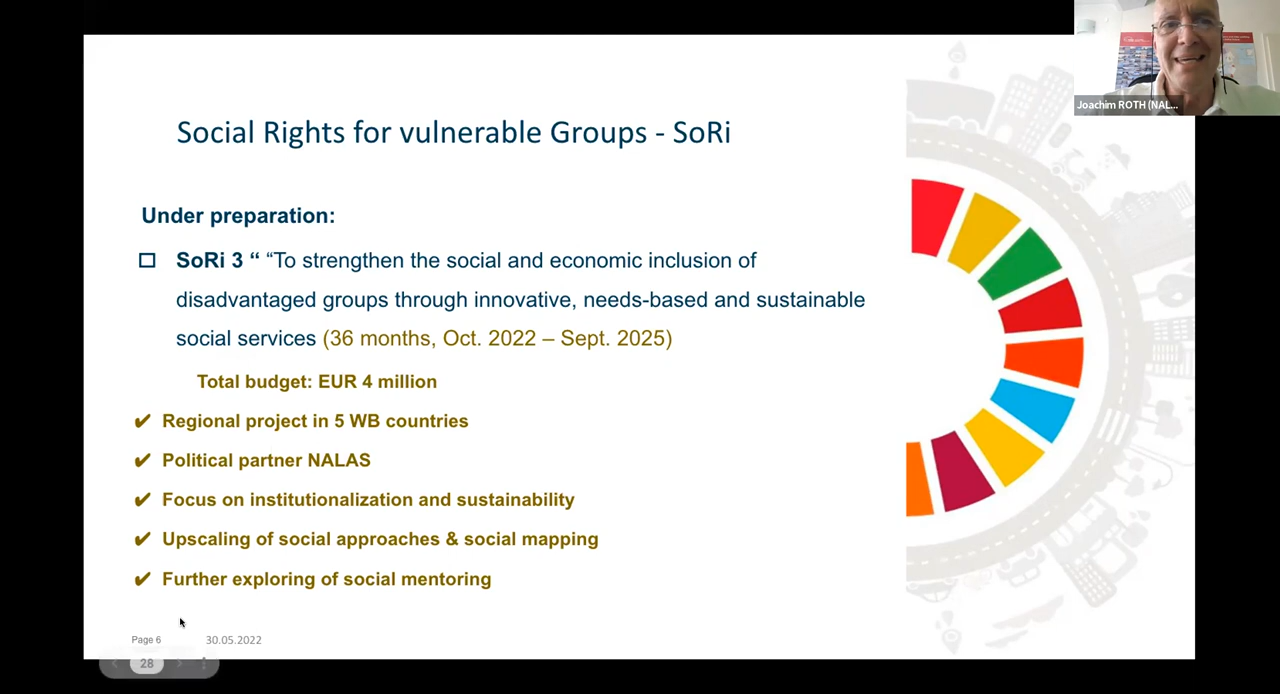 Joachim ROTH (NAL...
Social Rights for vulnerable Groups - SoRi
Under preparation:
SoRi 3 “ “To strengthen the social and economic inclusion of
disadvantaged groups through innovative, needs-based and sustainable
social services (36 months, Oct. 2022 – Sept. 2025)
Total budget: EUR 4 million
✔ Regional project in 5 WB countries
✔ Political partner NALAS
✔ Focus on institutionalization and sustainability
✔ Upscaling of social approaches & social mapping
✔ Further exploring of social mentoring
Page 6 30.05.2022
28